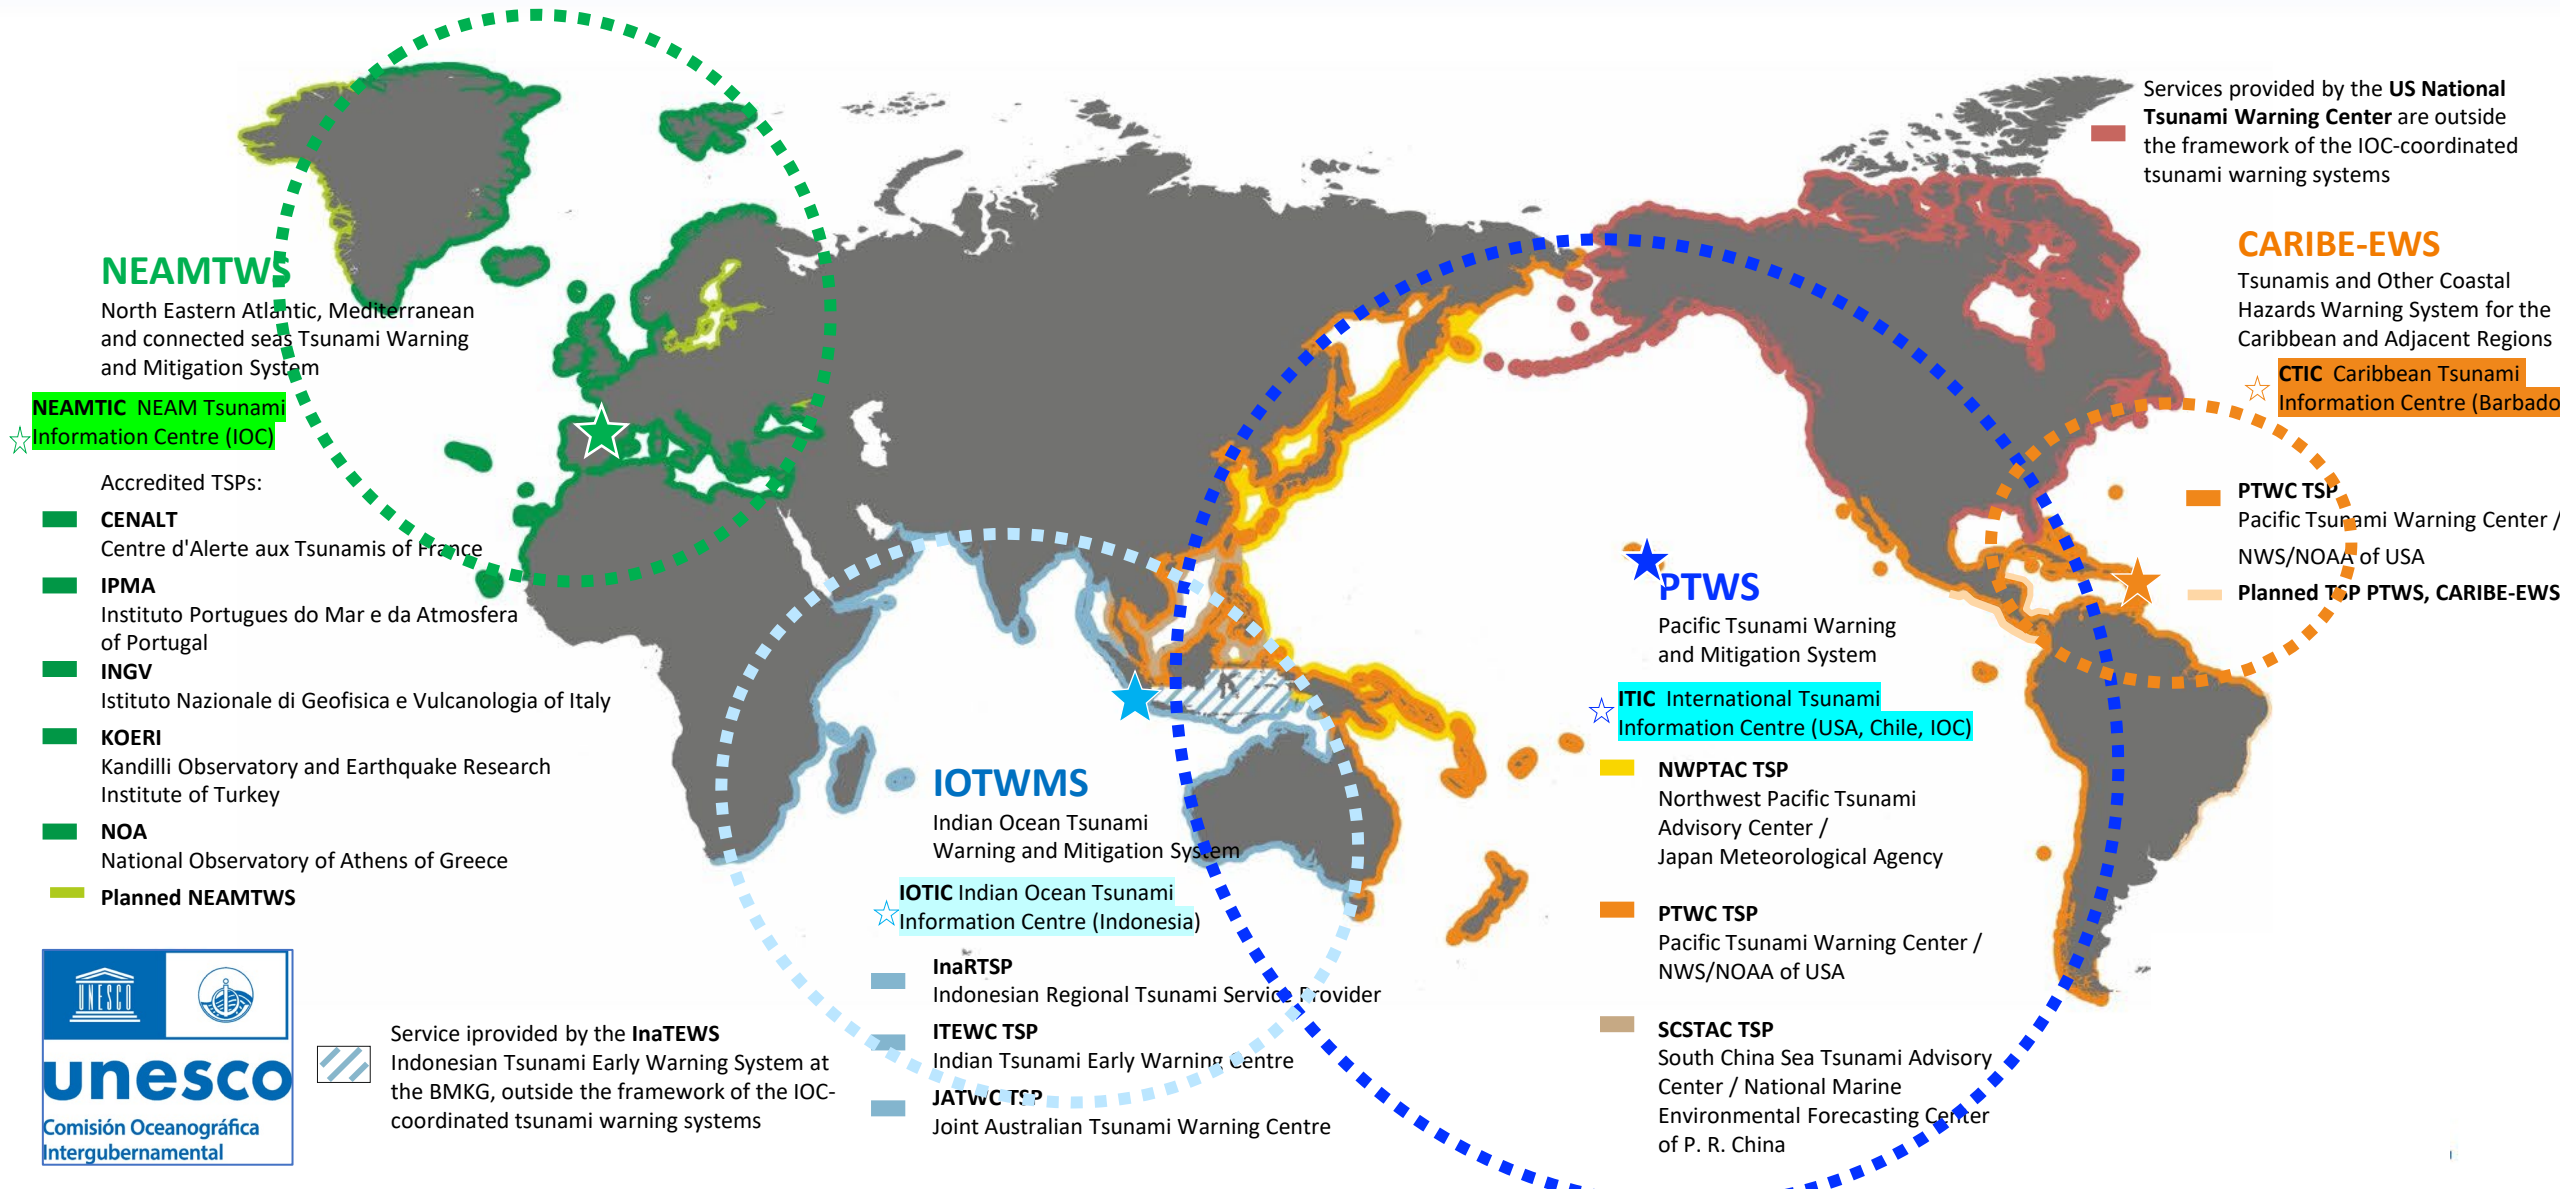 NEAMTWS
North Eastern Atlantic, Mediterranean
and connected seas Tsunami Warning
and Mitigation System
NEAMTIC NEAM Tsunami
Information Centre (IOC)
Accredited TSPs:
CENALT
Centre d'Alerte aux Tsunamis of France
IPMA
Instituto Portugues do Mar e da Atmosfera
of Portugal
INGV
Istituto Nazionale di Geofisica e Vulcanologia of Italy
KOERI
Kandilli Observatory and Earthquake Research
Institute of Turkey
NOA
National Observatory of Athens of Greece
Planned NEAMTWS
UNESCO
unesco
Comisión Oceanográfica
Intergubernamental
Service iprovided by the InaTEWS
Indonesian Tsunami Early Warning System at
the BMKG, outside the framework of the IOC-
coordinated tsunami warning systems
IOTWMS
Indian Ocean Tsunami
Warning and Mitigation System
IOTIC Indian Ocean Tsunami
Information Centre (Indonesia)
InaRTSP
Indonesian Regional Tsunami Service Provider
ITEWC TSP
Indian Tsunami Early Warning Centre
JATWC TSP
Joint Australian Tsunami Warning Centre
PTWS
Pacific Tsunami Warning
and Mitigation System
ITIC International Tsunami
Information Centre (USA, Chile, IOC)
NWPTAC TSP
Northwest Pacific Tsunami
Advisory Center /
Japan Meteorological Agency
PTWC TSP
Pacific Tsunami Warning Center /
NWS/NOAA of USA
SCSTAC TSP
South China Sea Tsunami Advisory
Center / National Marine
Environmental Forecasting Center
of P. R. China
Services provided by the US National
Tsunami Warning Center are outside
the framework of the IOC-coordinated
tsunami warning systems
CARIBE-EWS
Tsunamis and Other Coastal
Hazards Warning System for the
Caribbean and Adjacent Regions
CTIC Caribbean Tsunami
Information Centre (Barbado
PTWC TSP
Pacific Tsunami Warning Center /
NWS/NOAA of USA
Planned TSP PTWS, CARIBE-EWS